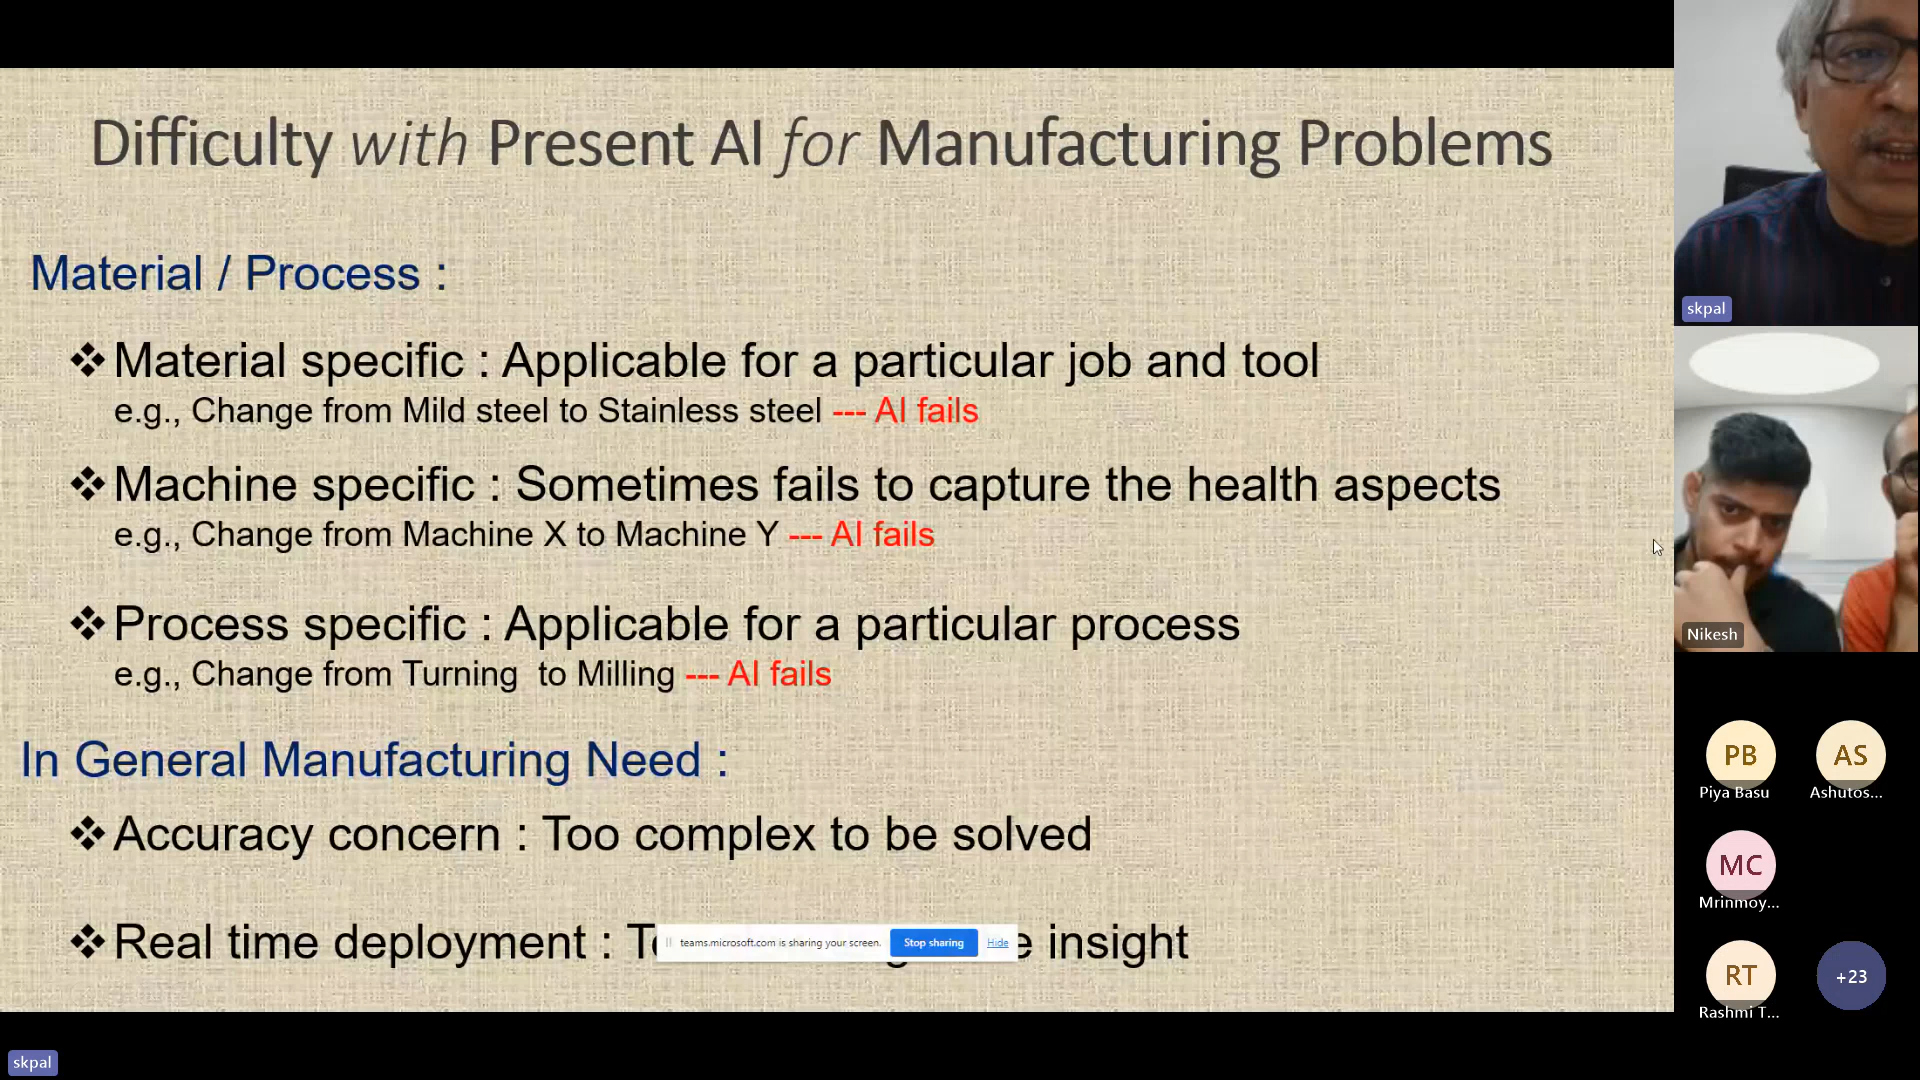 Difficulty with Present AI for Manufacturing Problems
Material / Process :
❖ Material specific : Applicable for a particular job and tool
e.g., Change from Mild steel to Stainless steel --- AI fails
❖ Machine specific : Sometimes fails to capture the health aspects
e.g., Change from Machine X to Machine Y --- AI fails
❖ Process specific : Applicable for a particular process
e.g., Change from Turning  to Milling --- AI fails
In General Manufacturing Need :
❖ Accuracy concern : Too complex to be solved
❖ Real time deployment : insight
teams.microsoft.com is sharing your screen. Stop sharing Hide
skpal
skpal
Nikesh
PB
Piya Basu
AS
Ashutos...
MC
Mrinmoy...
RT
Rashmi T...
+23